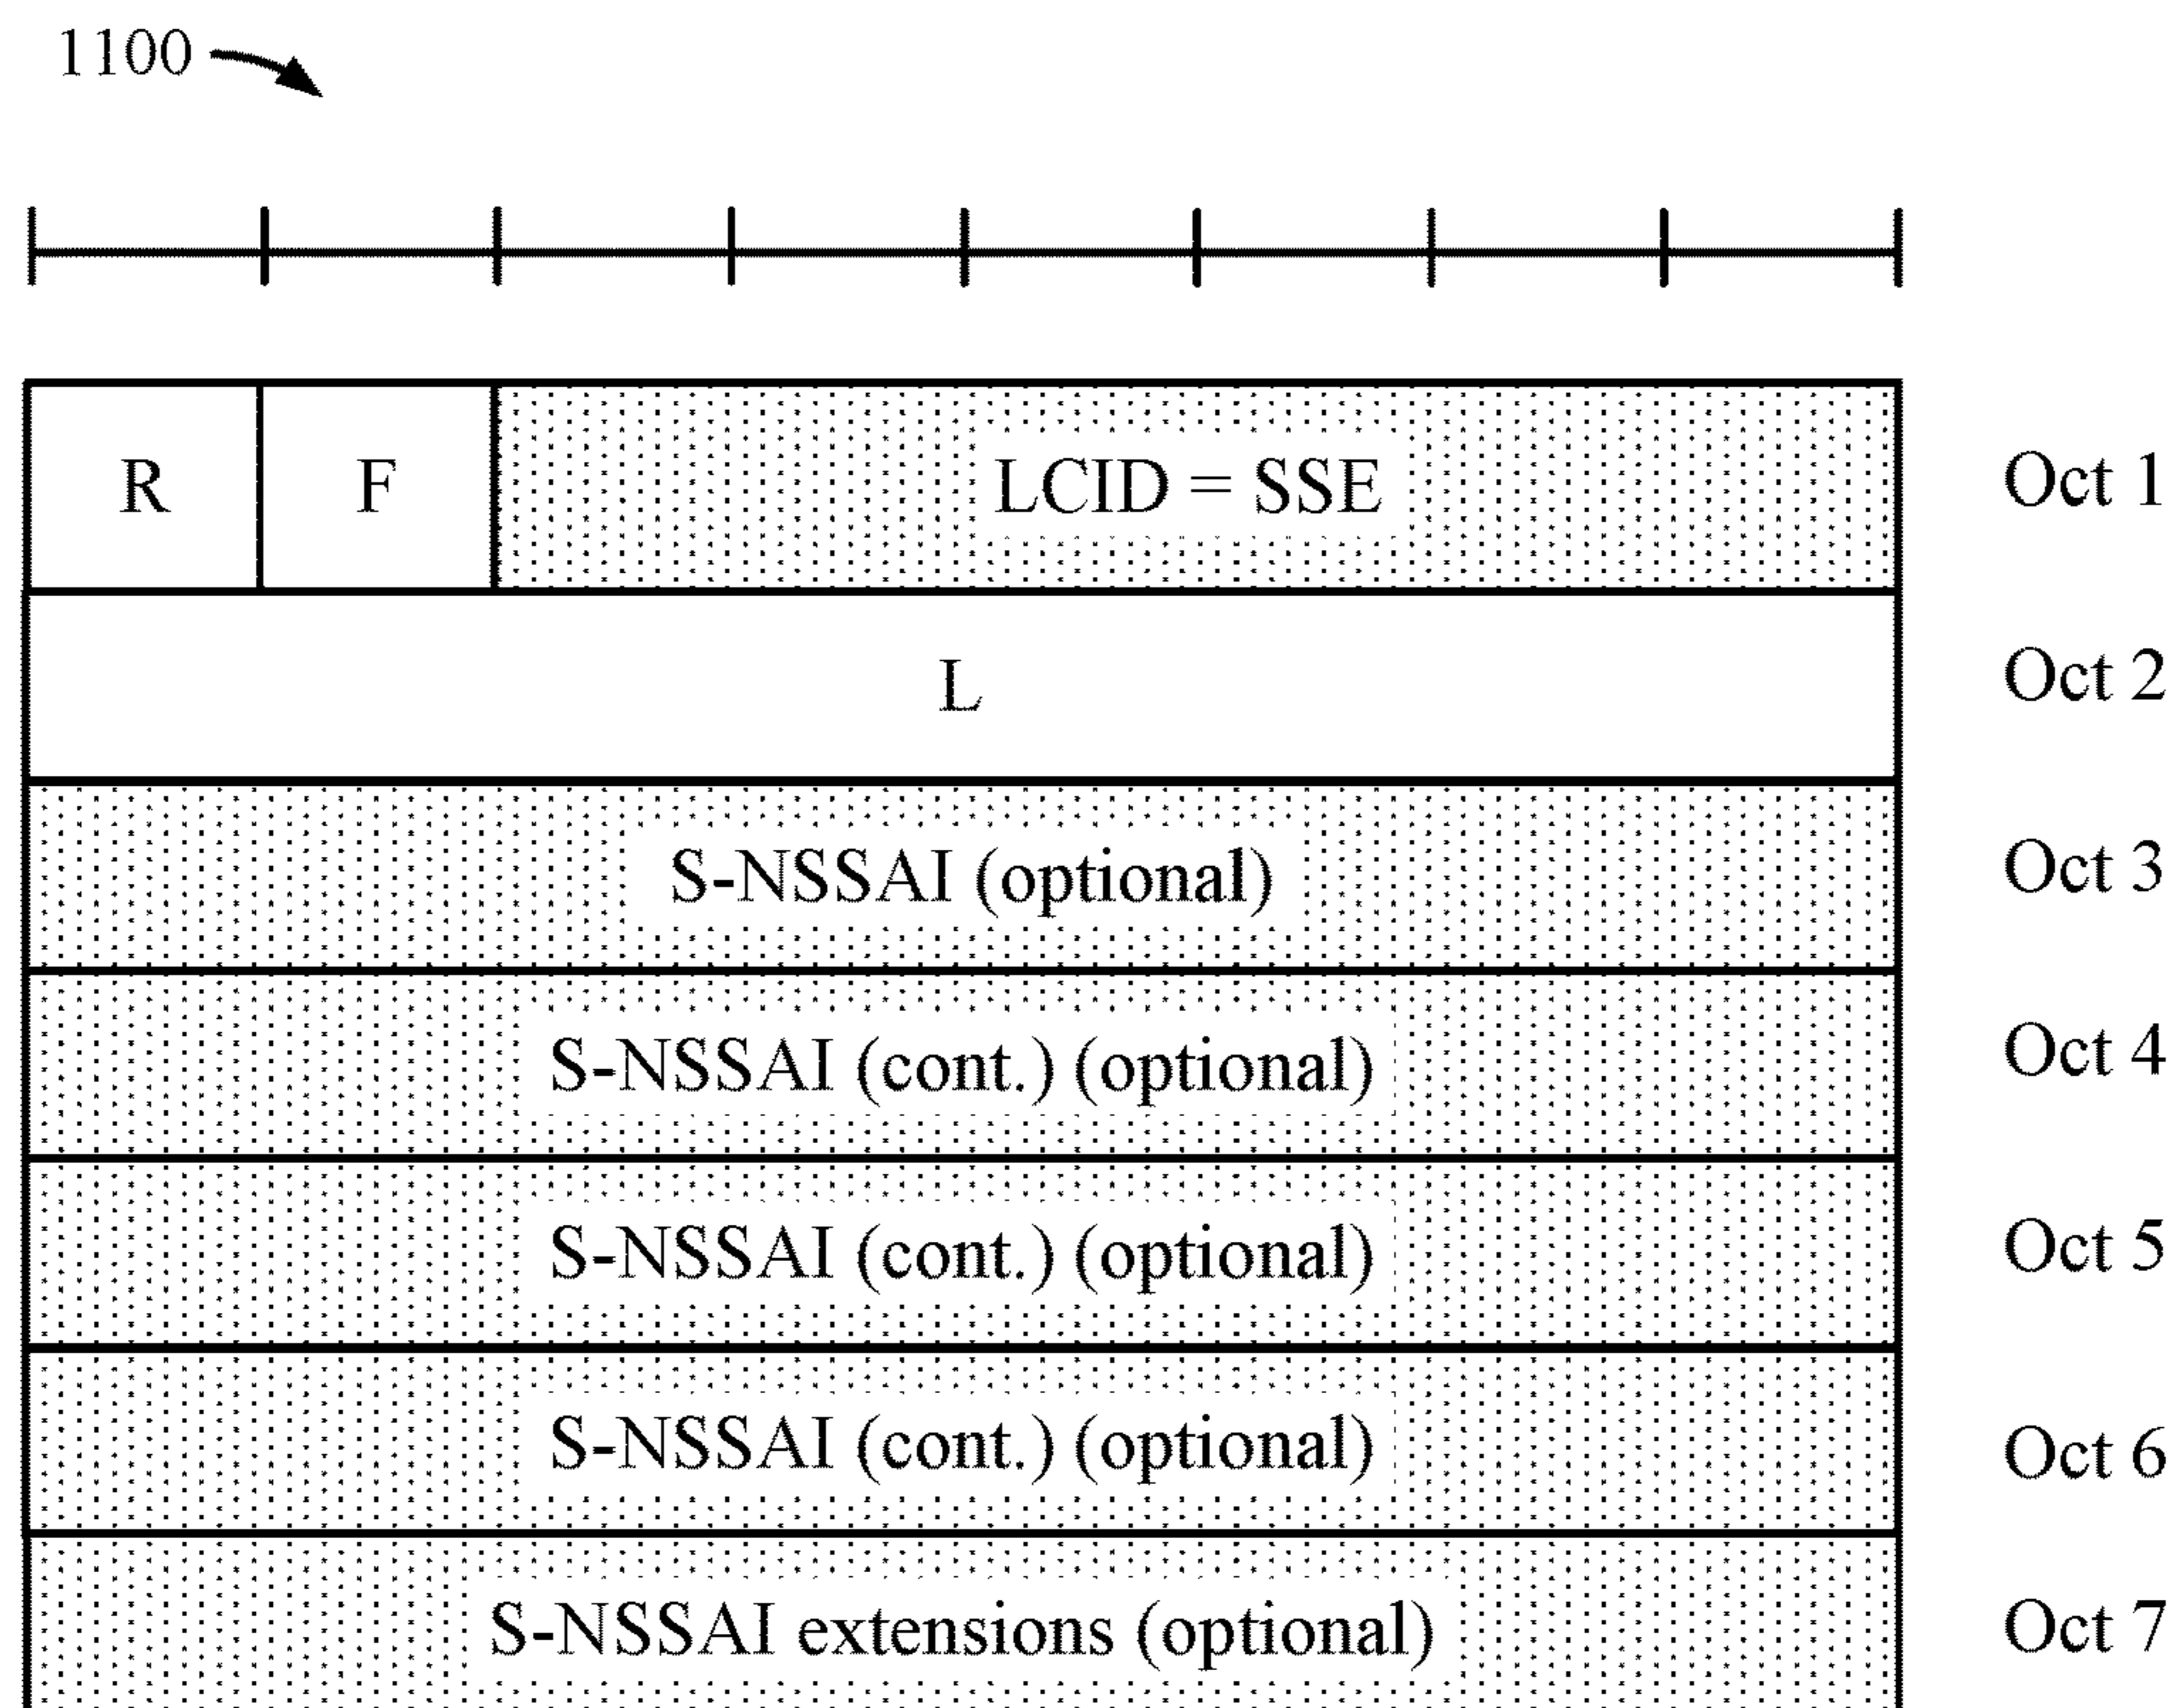 1100
R F LCID = SSE Oct 1
L Oct 2
S-NSSAI (optional) Oct 3
S-NSSAI (cont.) (optional) Oct 4
S-NSSAI (cont.) (optional) Oct 5
S-NSSAI (cont.) (optional) Oct 6
S-NSSAI extensions (optional) Oct 7